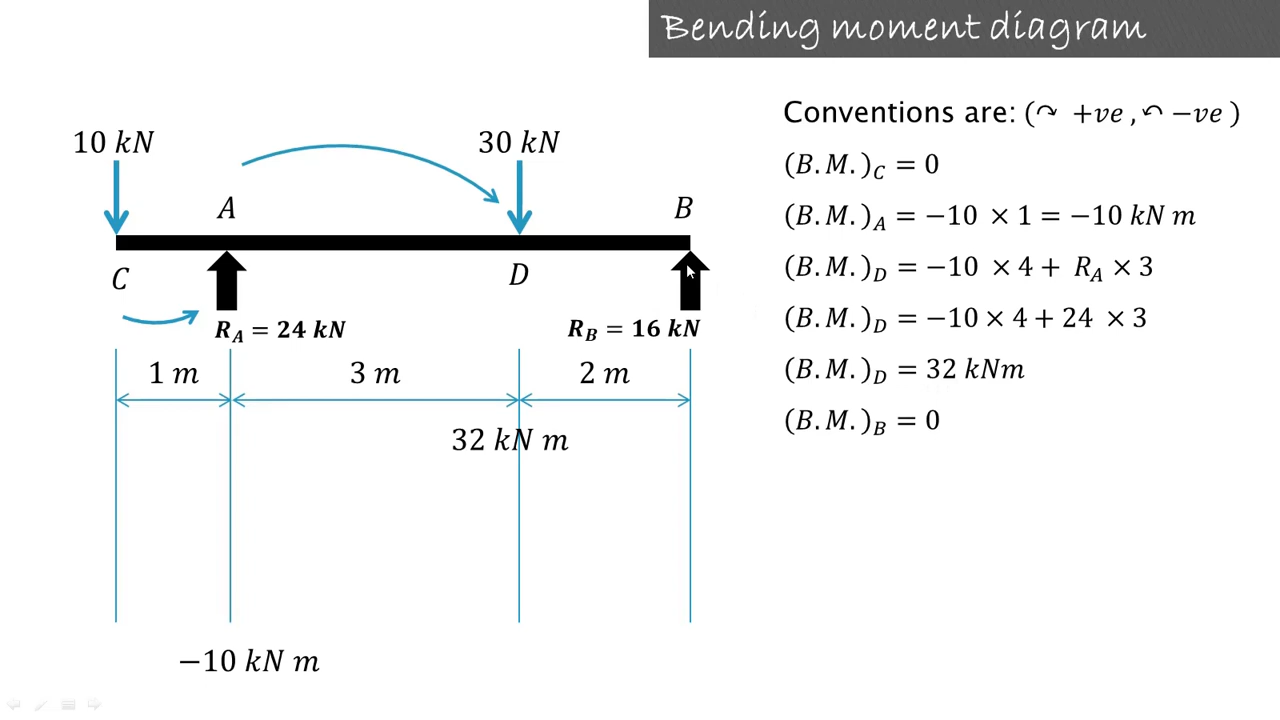 Bending moment diagram
Conventions are: (↷ +ve , ↶ −ve )
(B.M.)_C = 0
(B.M.)_A = −10 × 1 = −10 kN m
(B.M.)_D = −10 × 4 + R_A × 3
(B.M.)_D = −10 × 4 + 24 × 3
(B.M.)_D = 32 kNm
(B.M.)_B = 0
10 kN 30 kN
A B
C D
R_A = 24 kN R_B = 16 kN
1 m 3 m 2 m
32 kN m
−10 kN m